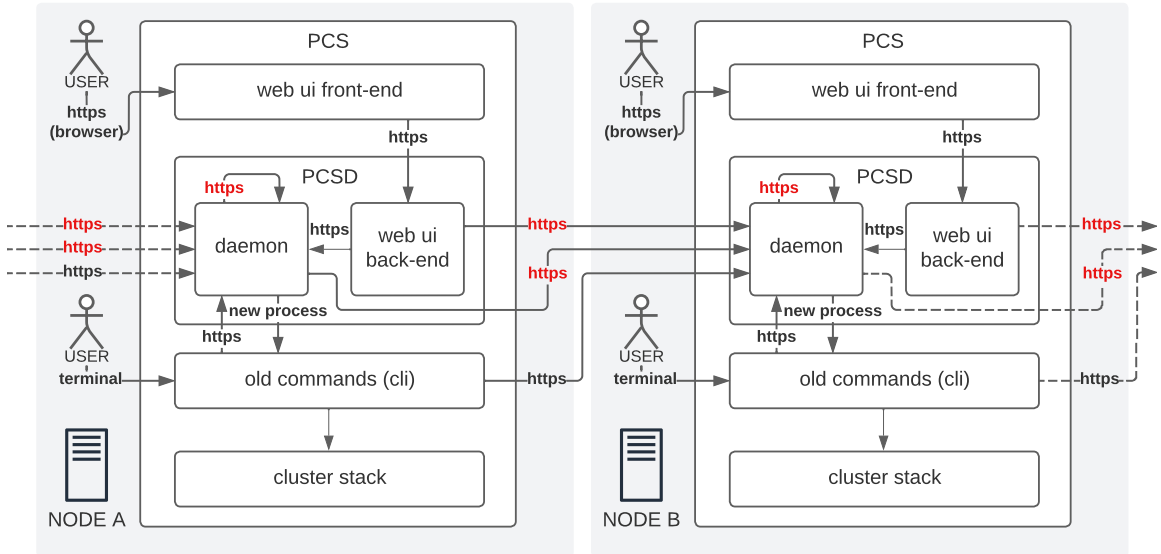 PCS
USER
https
(browser)
web ui front-end
https
PCSD
https
https
https
https
daemon
https
web ui
back-end
https
https
new process
https
USER
terminal
old commands (cli)
https
cluster stack
NODE A
PCS
USER
https
(browser)
web ui front-end
https
PCSD
https
daemon
https
web ui
back-end
https
https
new process
https
USER
terminal
old commands (cli)
https
cluster stack
NODE B